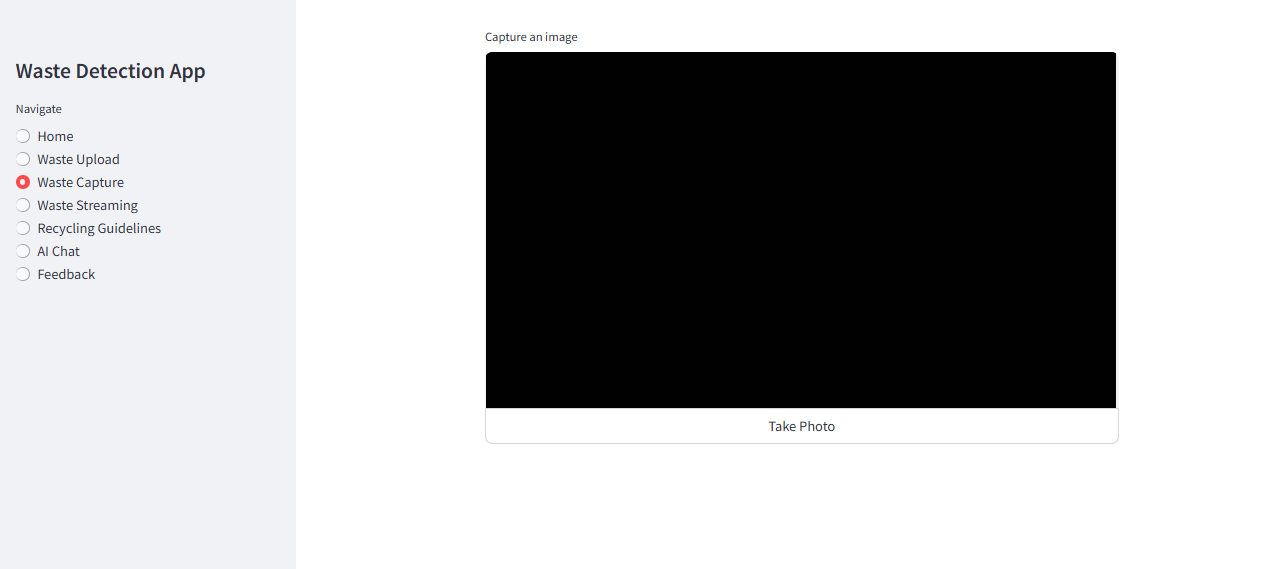 Waste Detection App
Navigate
Home
Waste Upload
Waste Capture
Waste Streaming
Recycling Guidelines
AI Chat
Feedback
Capture an image
Take Photo